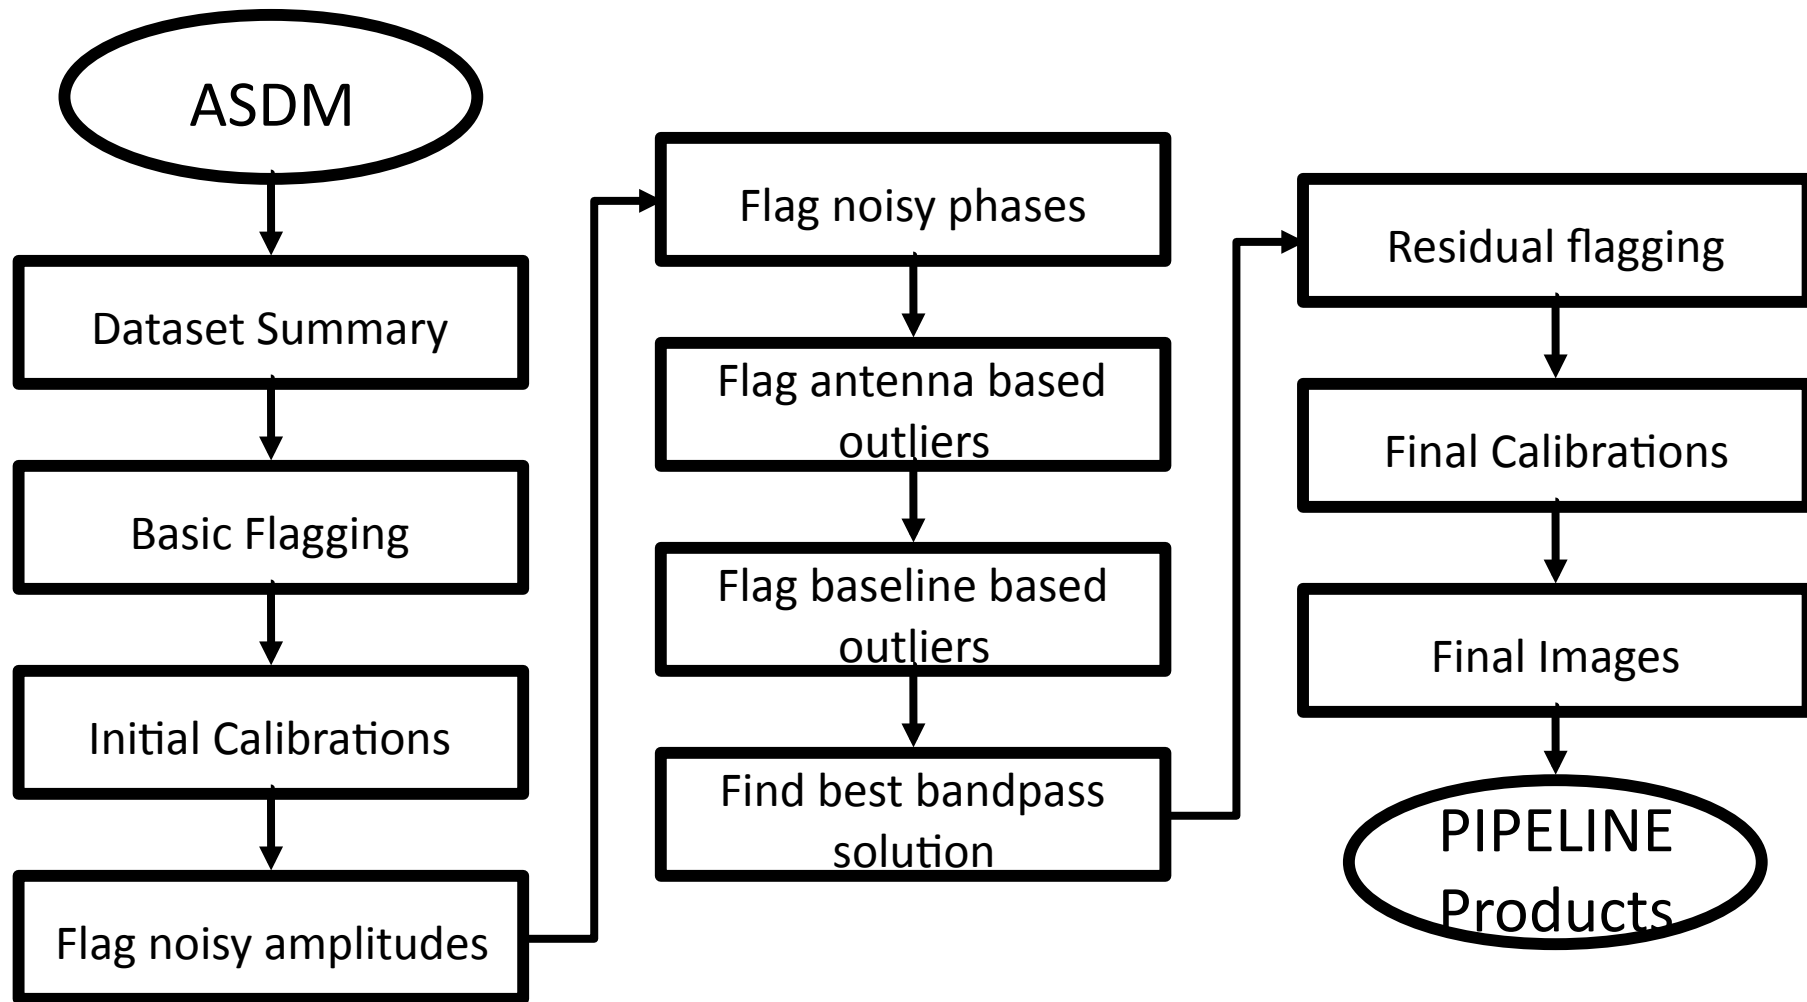 ASDM
Dataset Summary
Basic Flagging
Initial Calibrations
Flag noisy amplitudes
Flag noisy phases
Flag antenna based
outliers
Flag baseline based
outliers
Find best bandpass
solution
Residual flagging
Final Calibrations
Final Images
PIPELINE
Products